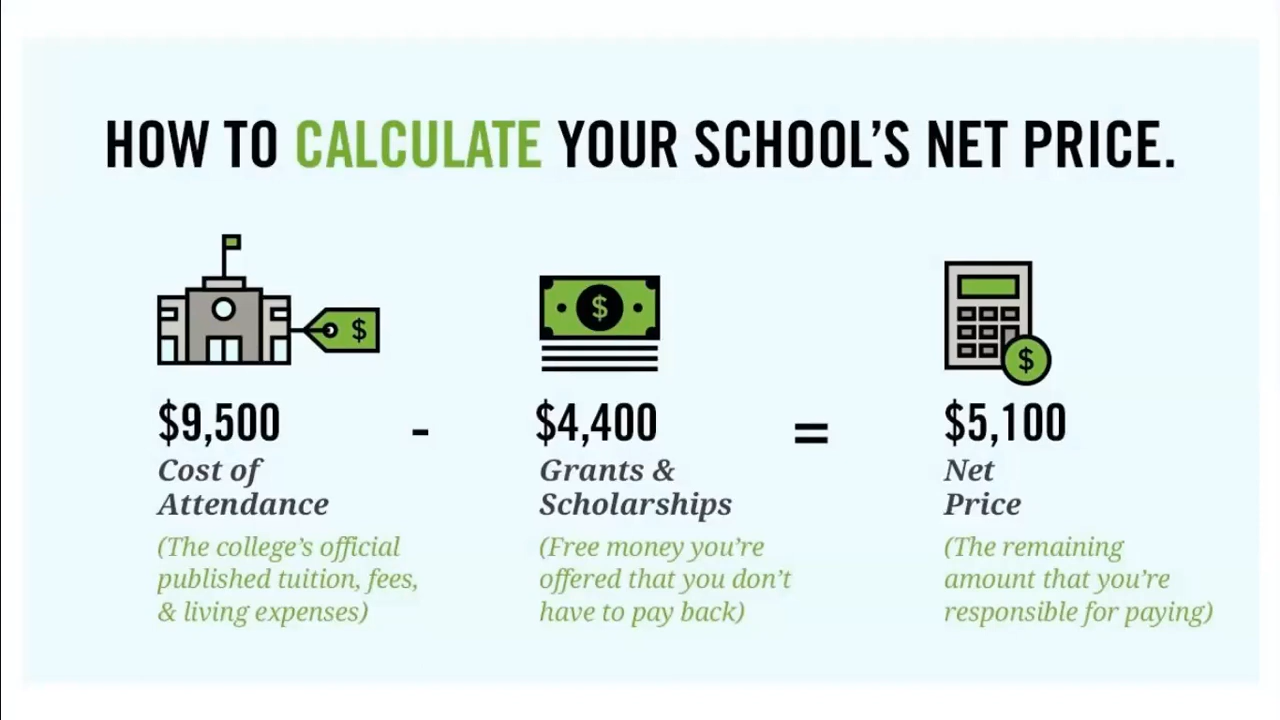 HOW TO CALCULATE YOUR SCHOOL'S NET PRICE.
$
$
$
$9,500 - $4,400 = $5,100
Cost of
Attendance
(The college's official
published tuition, fees,
& living expenses)
Grants &
Scholarships
(Free money you're
offered that you don't
have to pay back)
Net
Price
(The remaining
amount that you're
responsible for paying)